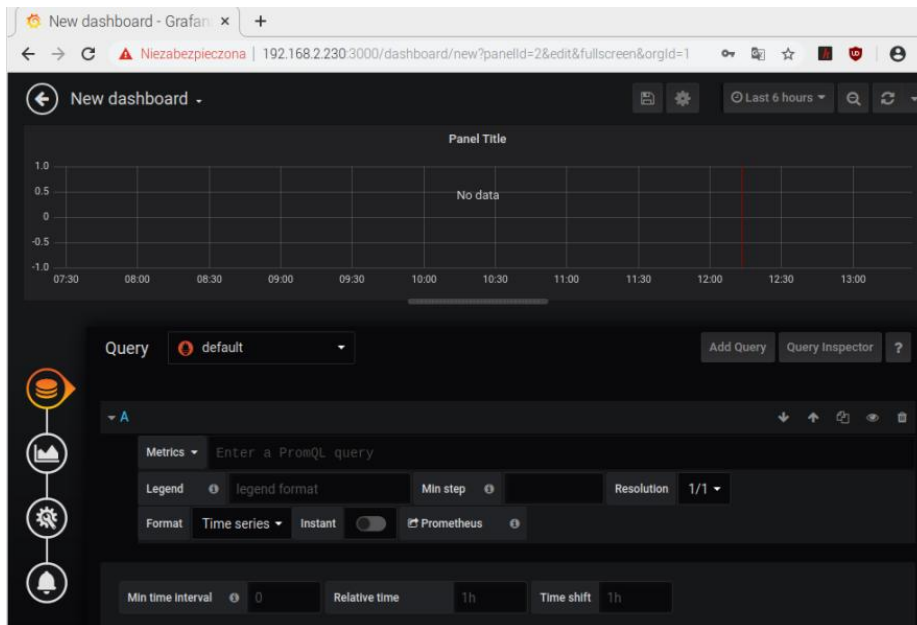 New dashboard - Grafan
Niezabezpieczona | 192.168.2.230:3000/dashboard/new?panelId=2&edit&fullscreen&orgId=1
New dashboard
Last 6 hours
Panel Title
1.0
0.5
No data
0
-0.5
-1.0
07:30 08:00 08:30 09:00 09:30 10:00 10:30 11:00 11:30 12:00 12:30 13:00
Query default Add Query Query Inspector ?
A
Metrics Enter a PromQL query
Legend legend format Min step Resolution 1/1
Format Time series Instant Prometheus
Min time interval 0 Relative time 1h Time shift 1h